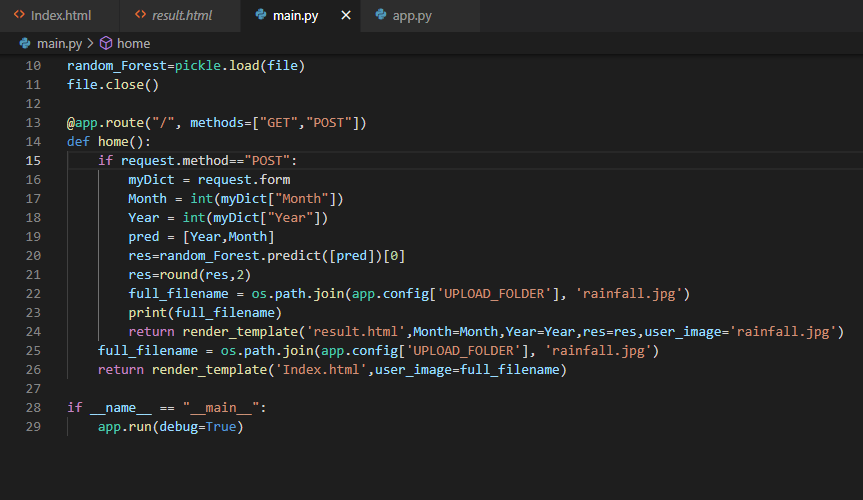 Index.html result.html main.py app.py
main.py > home
10 random_Forest=pickle.load(file)
11 file.close()
12
13 @app.route("/", methods=["GET","POST"])
14 def home():
15 if request.method=="POST":
16 myDict = request.form
17 Month = int(myDict["Month"])
18 Year = int(myDict["Year"])
19 pred = [Year,Month]
20 res=random_Forest.predict([pred])[0]
21 res=round(res,2)
22 full_filename = os.path.join(app.config['UPLOAD_FOLDER'], 'rainfall.jpg')
23 print(full_filename)
24 return render_template('result.html',Month=Month,Year=Year,res=res,user_image='rainfall.jpg')
25 full_filename = os.path.join(app.config['UPLOAD_FOLDER'], 'rainfall.jpg')
26 return render_template('Index.html',user_image=full_filename)
27
28 if __name__ == "__main__":
29 app.run(debug=True)